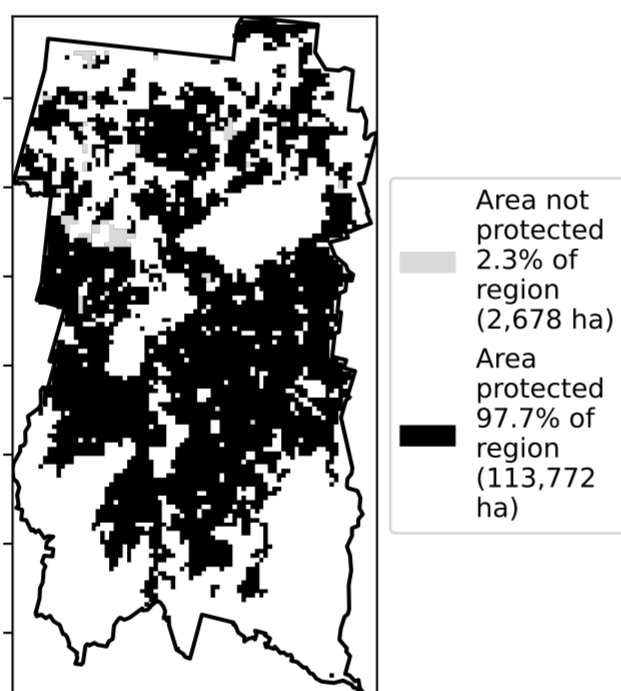 Area not
protected
2.3% of
region
(2,678 ha)
Area
protected
97.7% of
region
(113,772
ha)